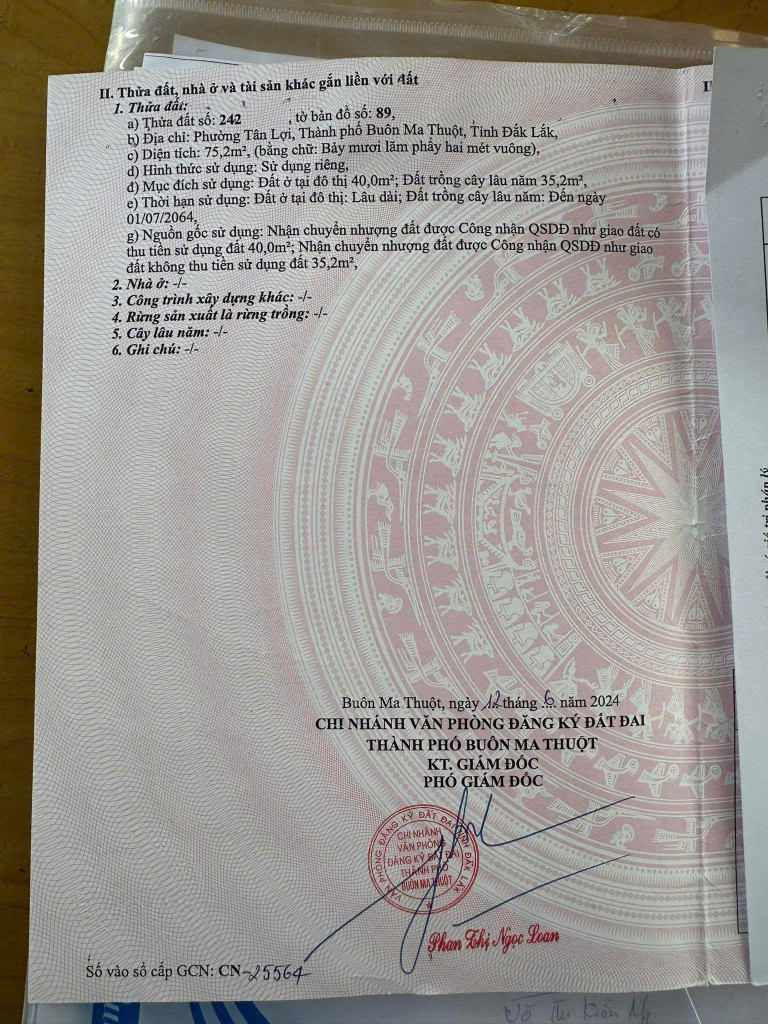 II. Thửa đất, nhà ở và tài sản khác gắn liền với đất
1. Thửa đất:
a) Thửa đất số: 242 , tờ bản đồ số: 89,
b) Địa chỉ: Phường Tân Lợi, Thành phố Buôn Ma Thuột, Tỉnh Đắk Lắk,
c) Diện tích: 75,2m², (bằng chữ: Bảy mươi lăm phẩy hai mét vuông),
d) Hình thức sử dụng: Sử dụng riêng,
đ) Mục đích sử dụng: Đất ở tại đô thị 40,0m²; Đất trồng cây lâu năm 35,2m²,
e) Thời hạn sử dụng: Đất ở tại đô thị: Lâu dài; Đất trồng cây lâu năm: Đến ngày
01/07/2064,
g) Nguồn gốc sử dụng: Nhận chuyển nhượng đất được Công nhận QSDĐ như giao đất có
thu tiền sử dụng đất 40,0m²; Nhận chuyển nhượng đất được Công nhận QSDĐ như giao
đất không thu tiền sử dụng đất 35,2m²,
2. Nhà ở: -/-
3. Công trình xây dựng khác: -/-
4. Rừng sản xuất là rừng trồng: -/-
5. Cây lâu năm: -/-
6. Ghi chú: -/-
Buôn Ma Thuột, ngày 12 tháng 6 năm 2024
CHI NHÁNH VĂN PHÒNG ĐĂNG KÝ ĐẤT ĐAI
THÀNH PHỐ BUÔN MA THUỘT
KT. GIÁM ĐỐC
PHÓ GIÁM ĐỐC
VĂN PHÒNG ĐĂNG KÝ ĐẤT ĐAI TỈNH ĐẮK LẮK
CHI NHÁNH
VĂN PHÒNG
ĐĂNG KÝ ĐẤT ĐAI
THÀNH PHỐ
BUÔN MA THUỘT
Phan Thị Ngọc Loan
Số vào sổ cấp GCN: CN-25564